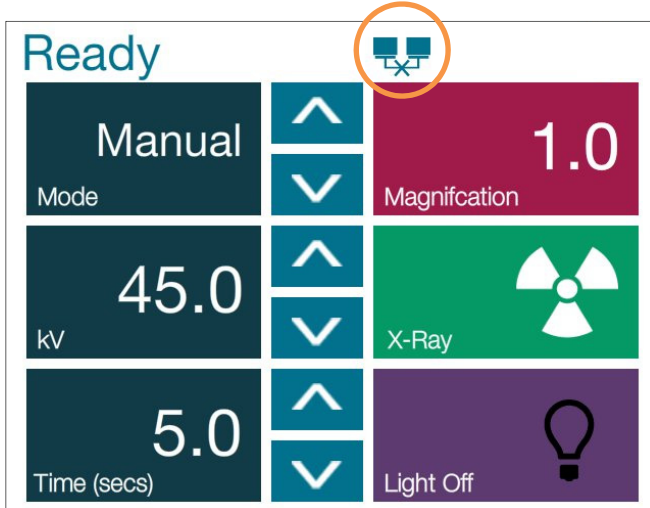 Ready
Manual
Mode
1.0
Magnifcation
45.0
kV
X-Ray
5.0
Time (secs)
Light Off